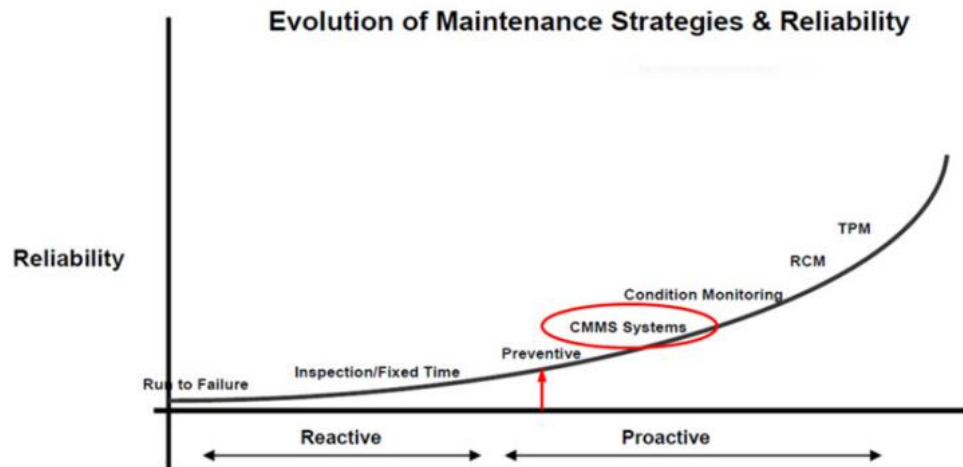 Evolution of Maintenance Strategies & Reliability
Reliability
TPM
RCM
Condition Monitoring
CMMS Systems
Preventive
Inspection/Fixed Time
Run to Failure
Reactive
Proactive